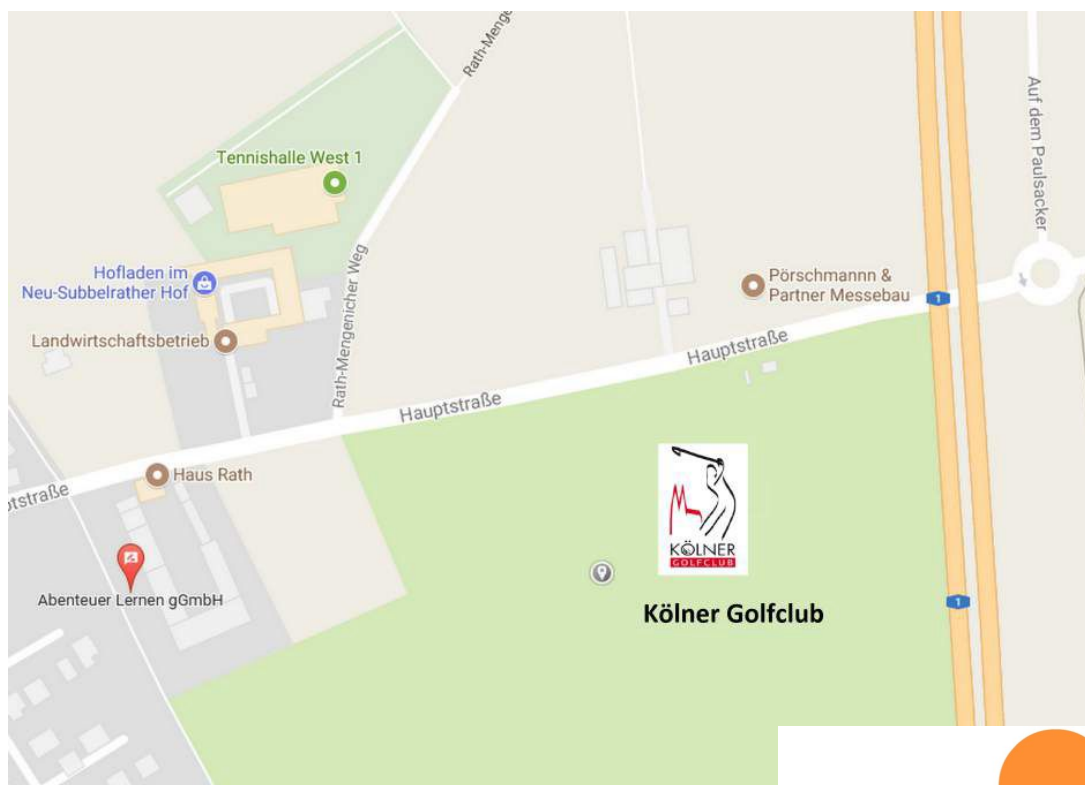 Rath-Menge
Auf dem Paulsacker
Tennishalle West 1
Rath-Mengenicher Weg
Hofladen im
Neu-Subbelrather Hof
Pörschmannn &
Partner Messebau
1
Landwirtschaftsbetrieb
Hauptstraße
Hauptstraße
Haus Rath
ptstraße
KÖLNER
GOLFCLUB
Abenteuer Lernen gGmbH
Kölner Golfclub
1